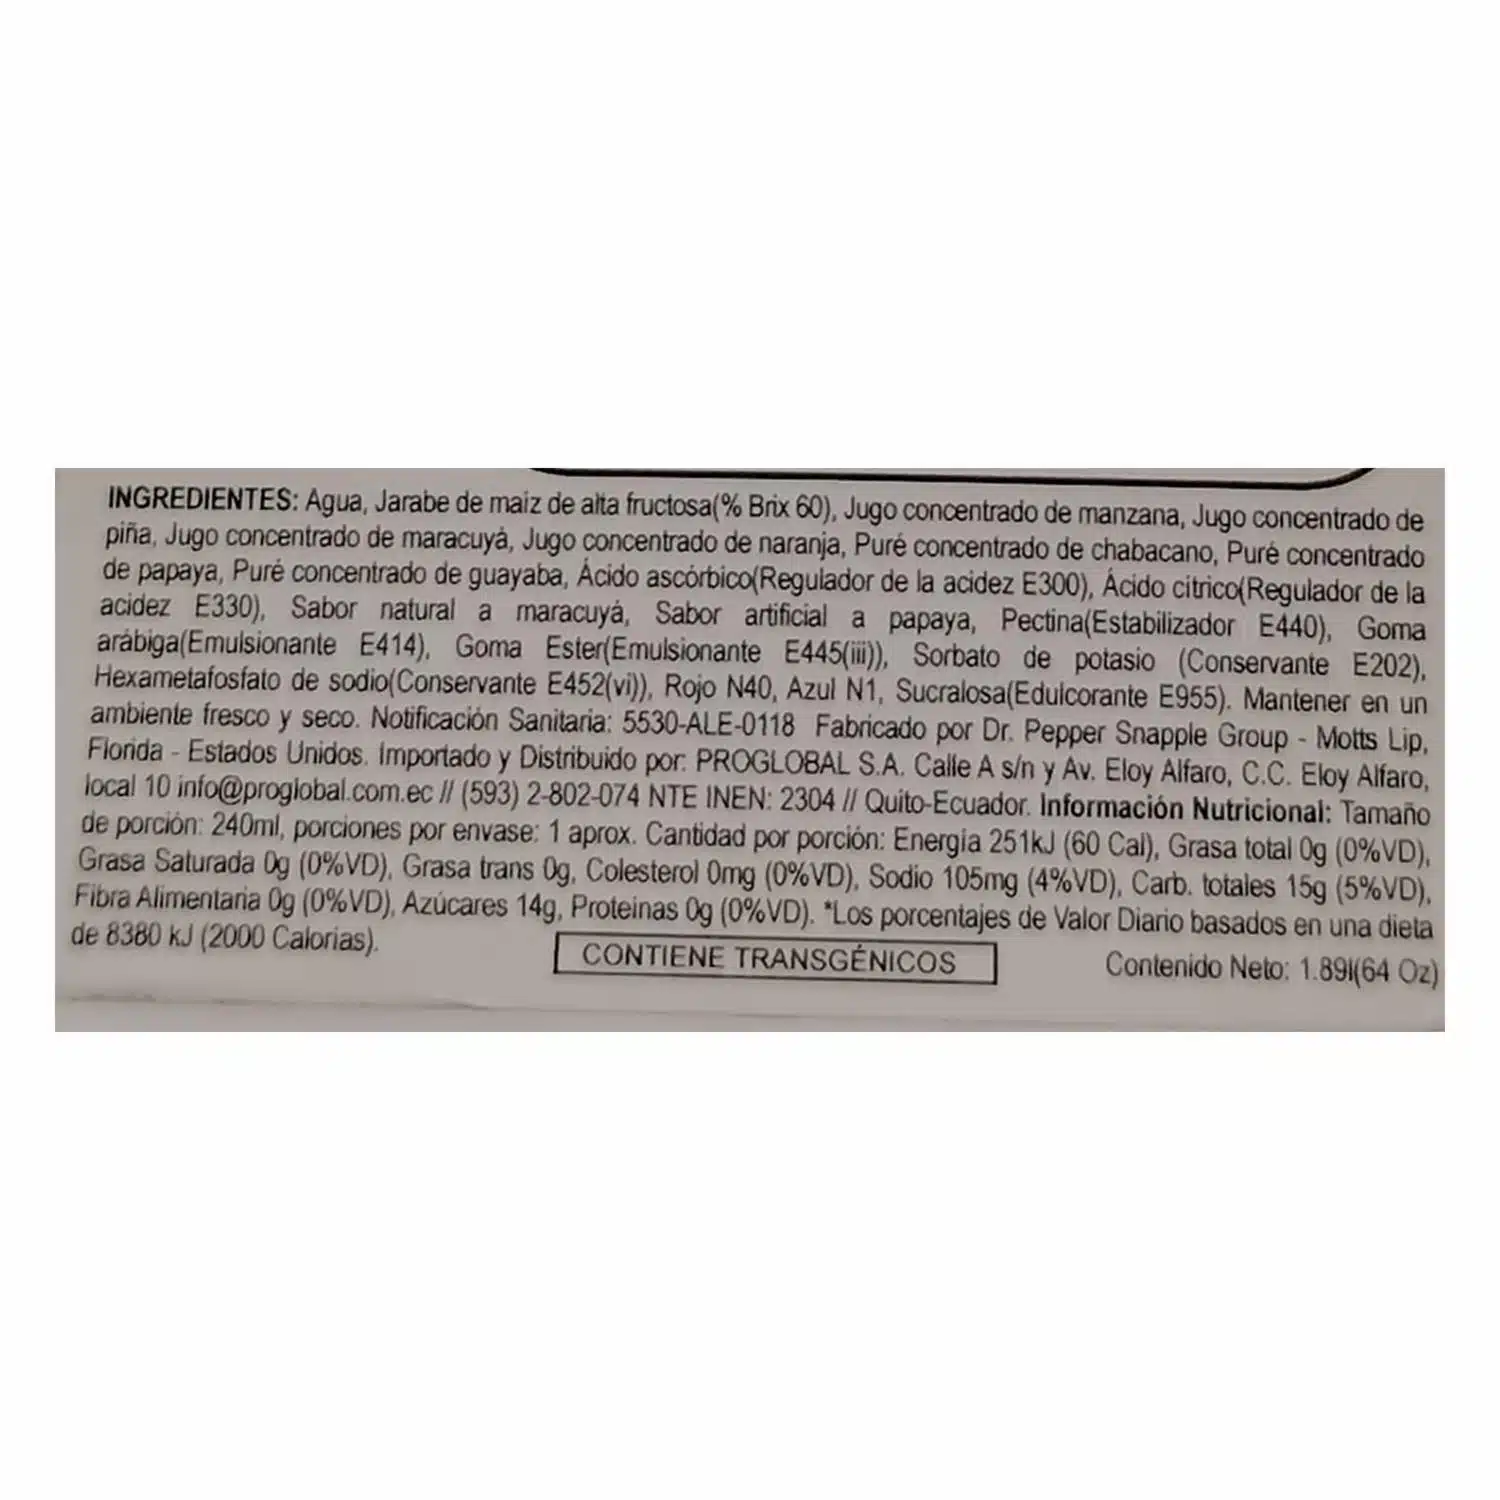 INGREDIENTES: Agua, Jarabe de maiz de alta fructosa(% Brix 60), Jugo concentrado de manzana, Jugo concentrado de
piña, Jugo concentrado de maracuyá, Jugo concentrado de naranja, Puré concentrado de chabacano, Puré concentrado
de papaya, Puré concentrado de guayaba, Ácido ascórbico(Regulador de la acidez E300), Ácido cítrico(Regulador de la
acidez E330), Sabor natural a maracuyá, Sabor artificial a papaya, Pectina(Estabilizador E440), Goma
arábiga(Emulsionante E414), Goma Ester(Emulsionante E445(iii)), Sorbato de potasio (Conservante E202),
Hexametafosfato de sodio(Conservante E452(vi)), Rojo N40, Azul N1, Sucralosa(Edulcorante E955). Mantener en un
ambiente fresco y seco. Notificación Sanitaria: 5530-ALE-0118 Fabricado por Dr. Pepper Snapple Group - Motts Lip,
Florida - Estados Unidos. Importado y Distribuido por: PROGLOBAL S.A. Calle A s/n y Av. Eloy Alfaro, C.C. Eloy Alfaro,
local 10 info@proglobal.com.ec // (593) 2-802-074 NTE INEN: 2304 // Quito-Ecuador. Información Nutricional: Tamaño
de porción: 240ml, porciones por envase: 1 aprox. Cantidad por porción: Energía 251kJ (60 Cal), Grasa total 0g (0%VD),
Grasa Saturada 0g (0%VD), Grasa trans 0g, Colesterol 0mg (0%VD), Sodio 105mg (4%VD), Carb. totales 15g (5%VD),
Fibra Alimentaria 0g (0%VD), Azúcares 14g, Proteínas 0g (0%VD). *Los porcentajes de Valor Diario basados en una dieta
de 8380 kJ (2000 Calorías).
CONTIENE TRANSGÉNICOS
Contenido Neto: 1.89l(64 Oz)